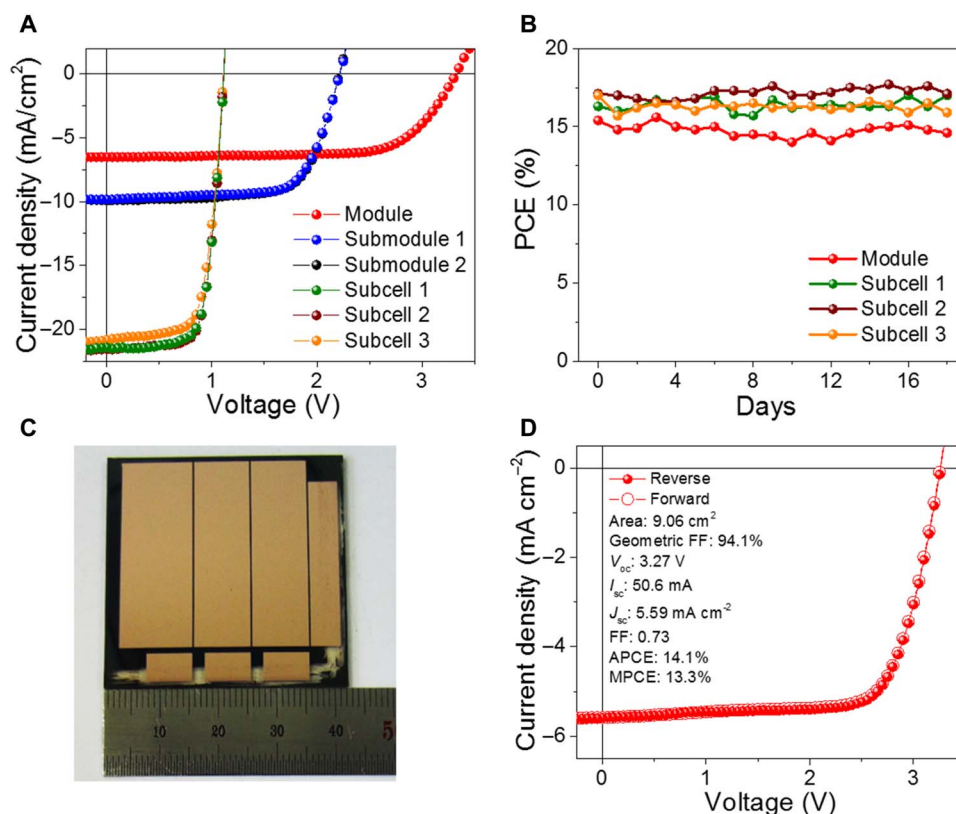 A
0
−5
−10
−15
−20
Current density (mA/cm²)
Module
Submodule 1
Submodule 2
Subcell 1
Subcell 2
Subcell 3
0 1 2 3
Voltage (V)
B
20
15
10
5
0
PCE (%)
Module
Subcell 1
Subcell 2
Subcell 3
0 4 8 12 16
Days
C
10 20 30 40 5
D
0
−2
−4
−6
Current density (mA cm⁻²)
Reverse
Forward
Area: 9.06 cm²
Geometric FF: 94.1%
Voc: 3.27 V
Isc: 50.6 mA
Jsc: 5.59 mA cm⁻²
FF: 0.73
APCE: 14.1%
MPCE: 13.3%
0 1 2 3
Voltage (V)